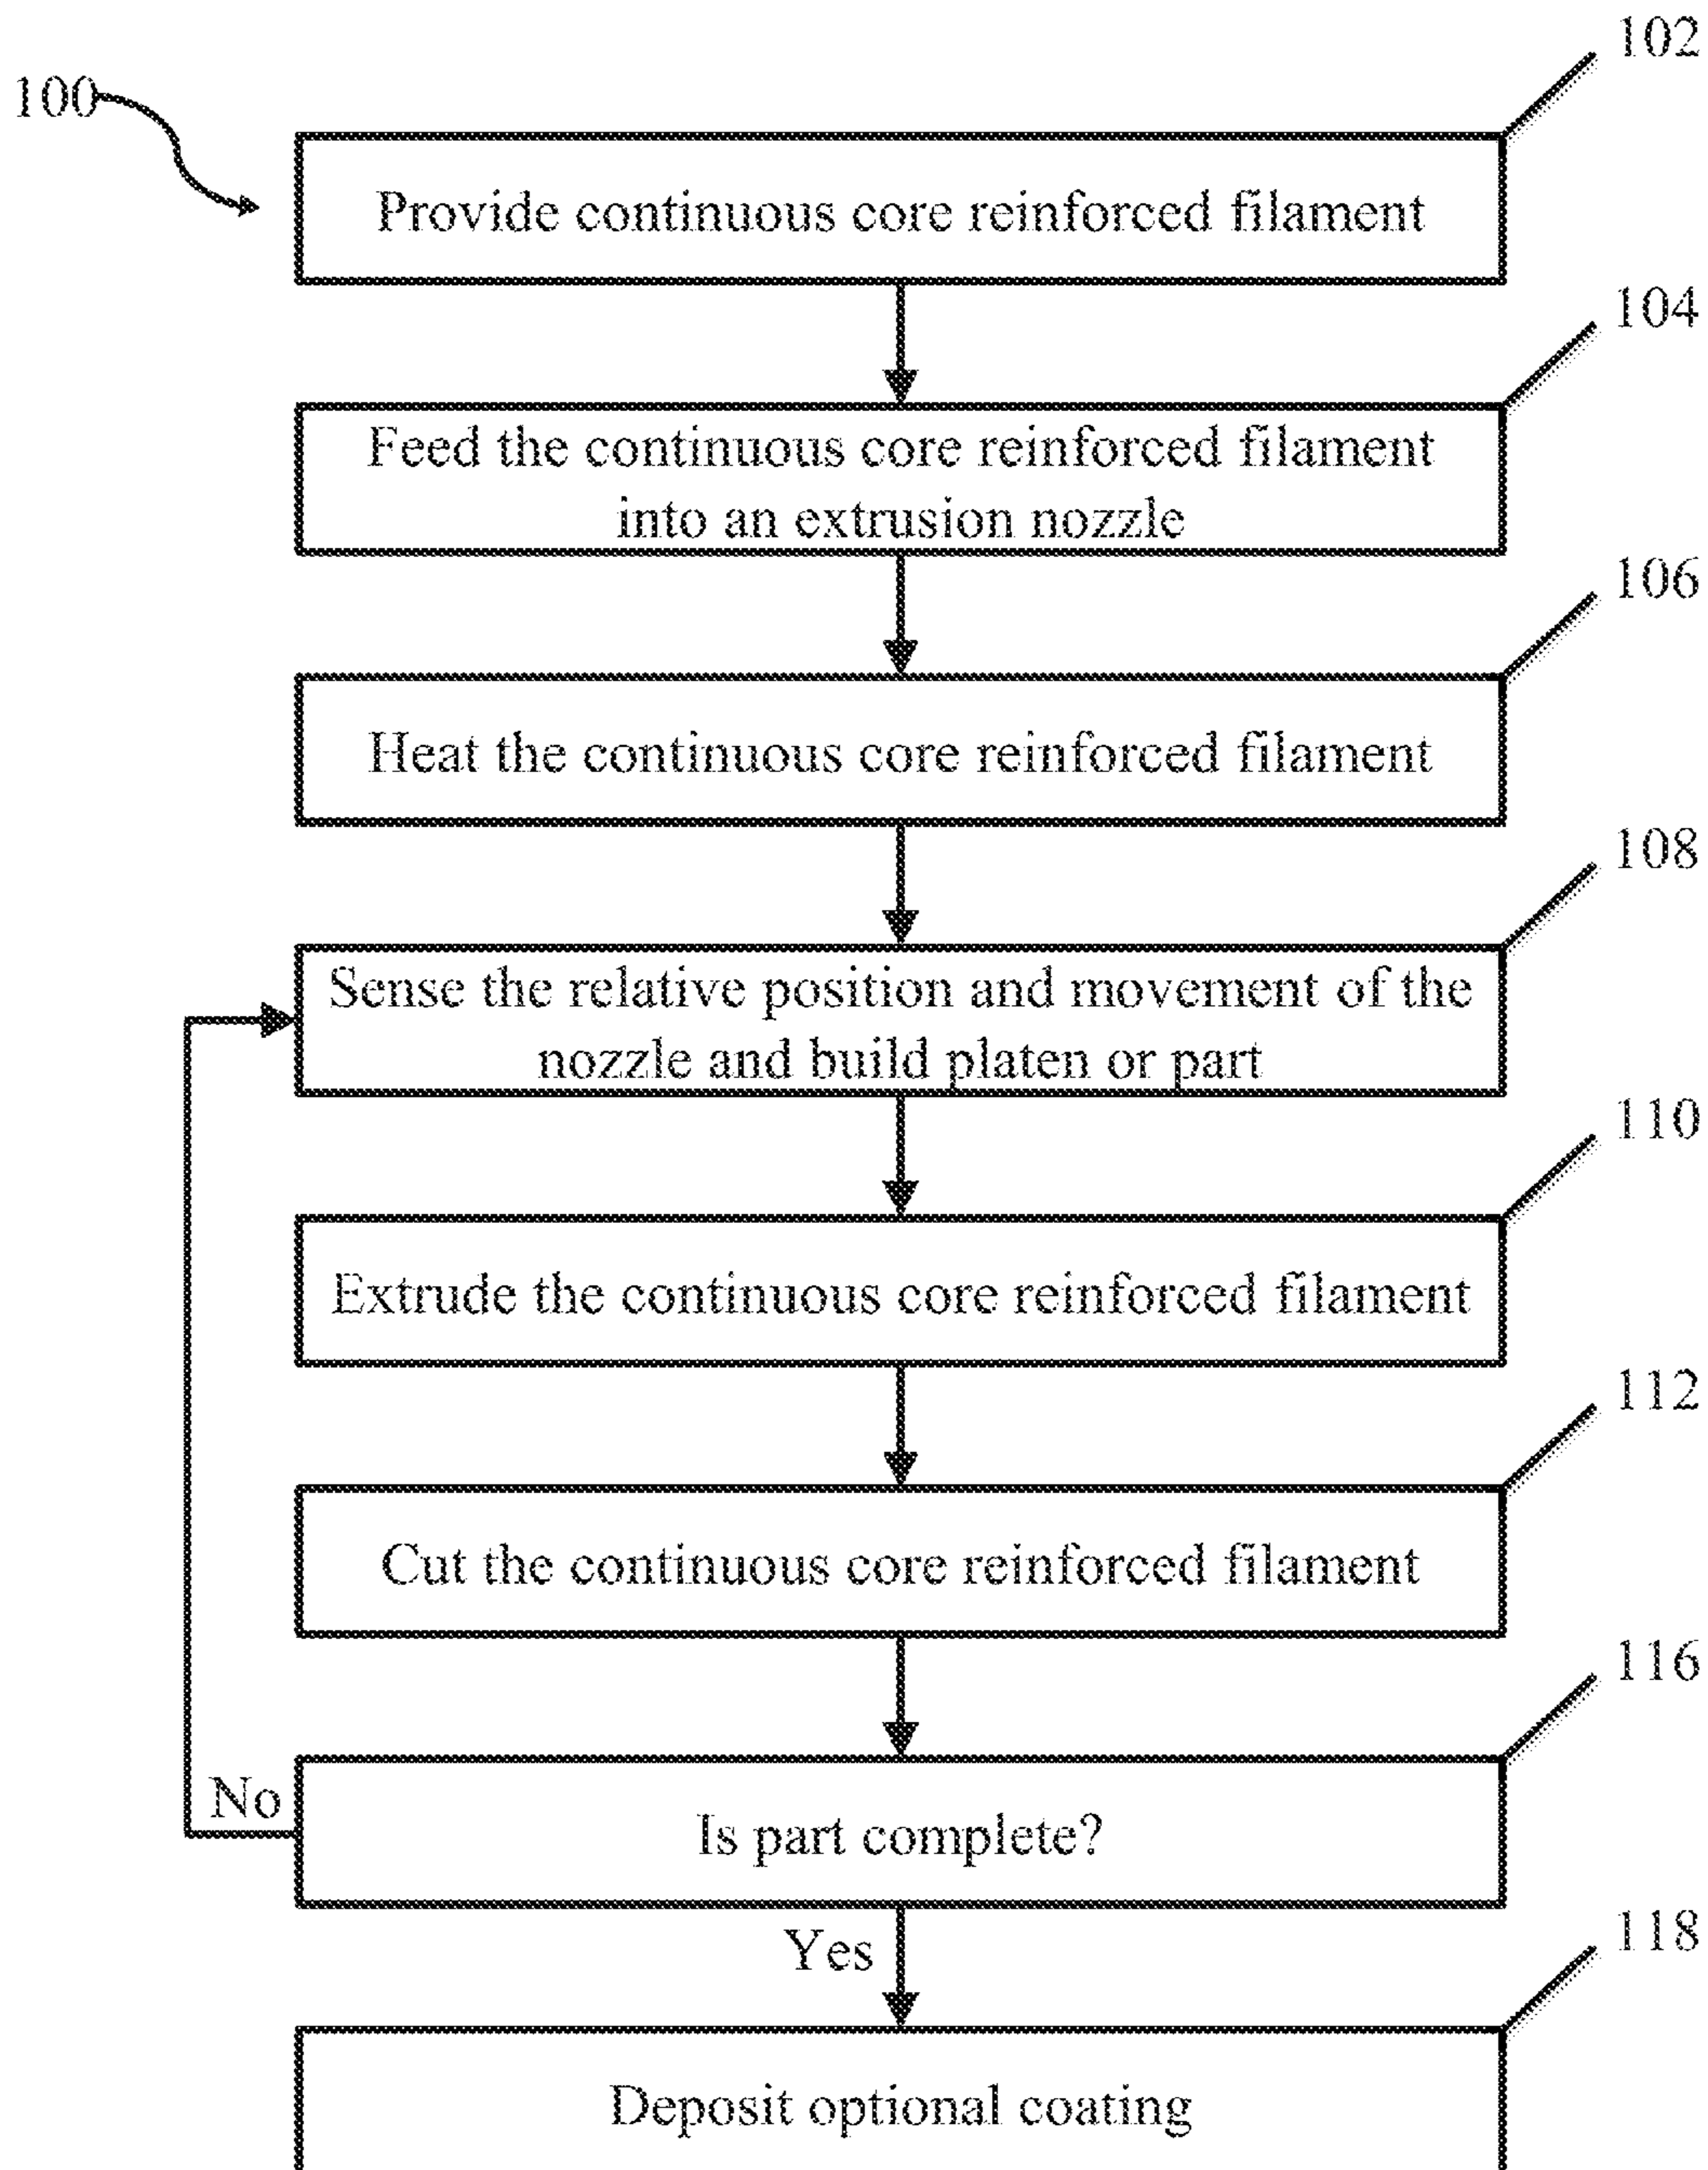 102
100
Provide continuous core reinforced filament
104
Feed the continuous core reinforced filament
into an extrusion nozzle
106
Heat the continuous core reinforced filament
108
Sense the relative position and movement of the
nozzle and build platen or part
110
Extrude the continuous core reinforced filament
112
Cut the continuous core reinforced filament
116
No
Is part complete?
118
Yes
Deposit optional coating